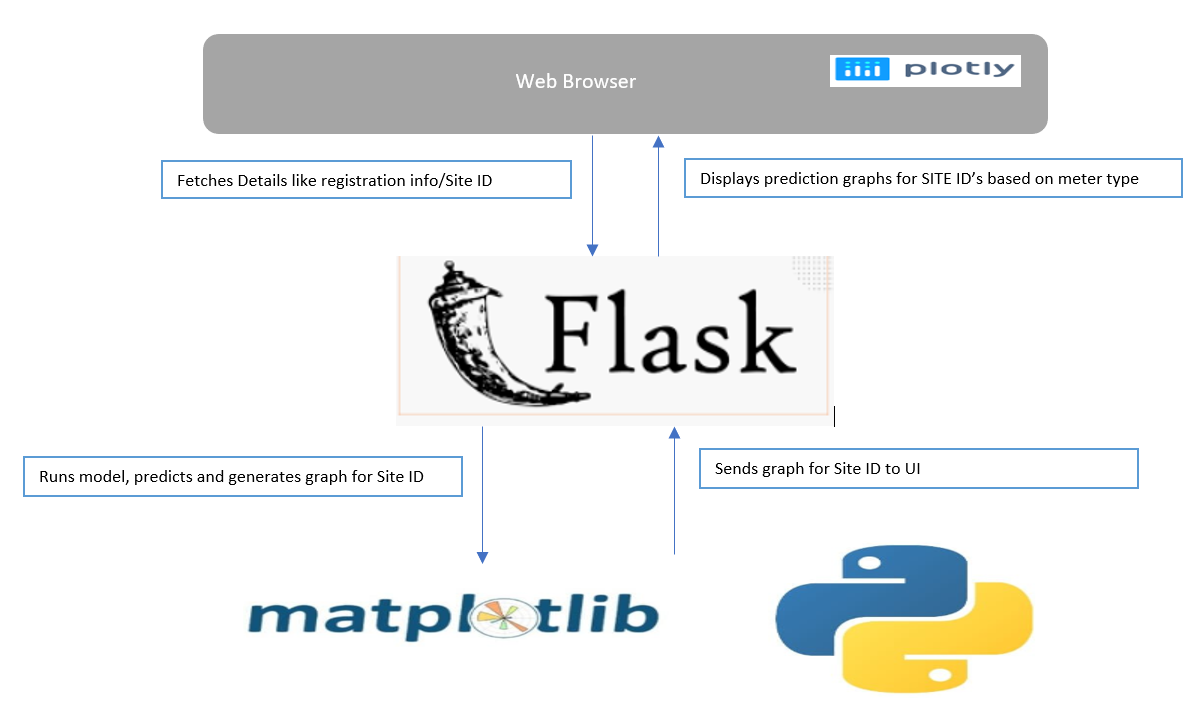 Web Browser
plotly
Fetches Details like registration info/Site ID
Displays prediction graphs for SITE ID’s based on meter type
Flask
Runs model, predicts and generates graph for Site ID
Sends graph for Site ID to UI
matplotlib